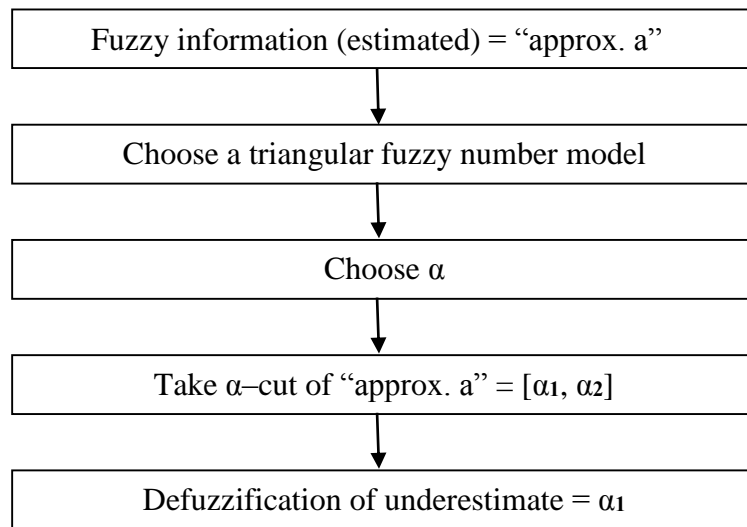 Fuzzy information (estimated) = “approx. a”
Choose a triangular fuzzy number model
Choose α
Take α–cut of “approx. a” = [α1, α2]
Defuzzification of underestimate = α1